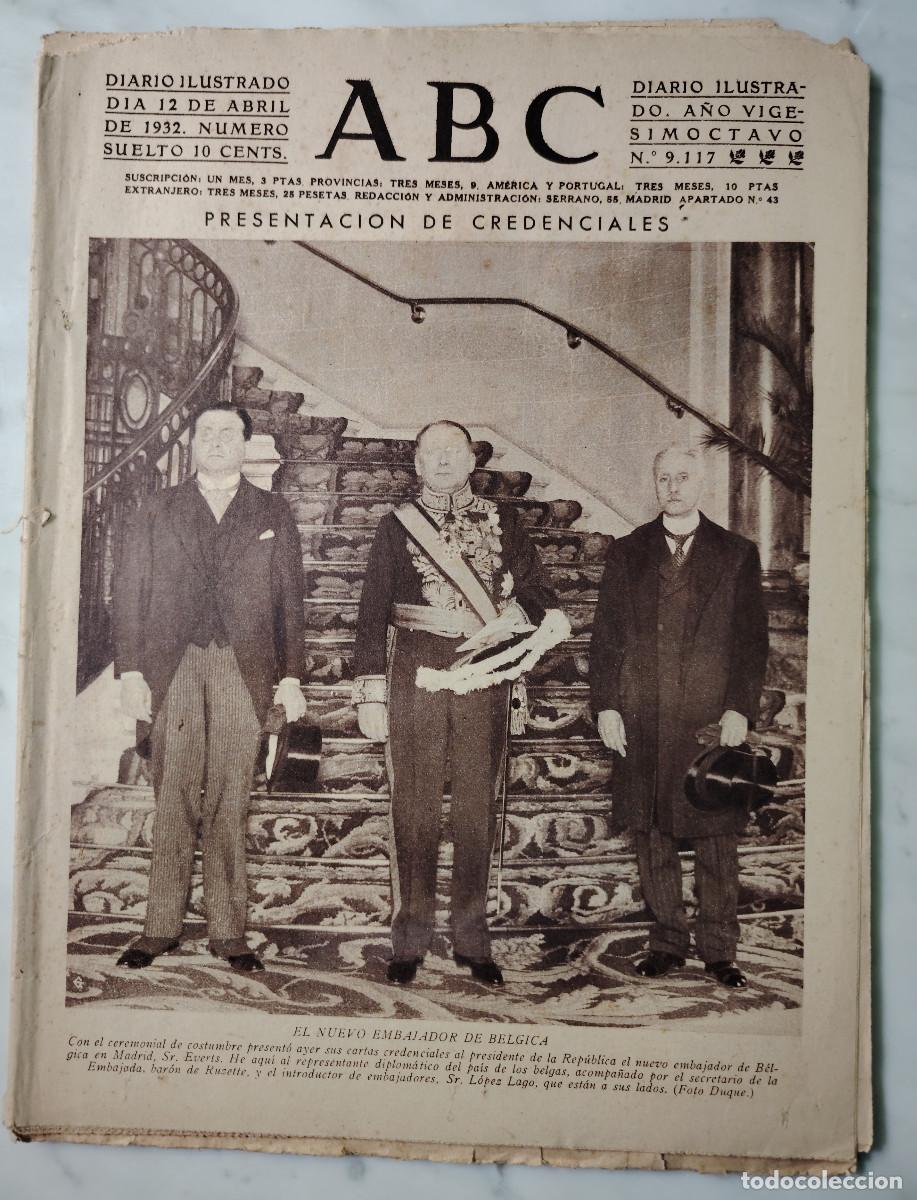 DIARIO ILUSTRADO
DIA 12 DE ABRIL
DE 1932. NUMERO
SUELTO 10 CENTS.
ABC
DIARIO ILUSTRA-
DO. AÑO VIGE-
SIMOCTAVO
N.º 9.117
SUSCRIPCIÓN: UN MES, 3 PTAS. PROVINCIAS: TRES MESES, 9. AMÉRICA Y PORTUGAL: TRES MESES, 10 PTAS
EXTRANJERO: TRES MESES, 25 PESETAS. REDACCIÓN Y ADMINISTRACIÓN: SERRANO, 55, MADRID APARTADO N.º 43
PRESENTACION DE CREDENCIALES
EL NUEVO EMBAJADOR DE BELGICA
Con el ceremonial de costumbre presentó ayer sus cartas credenciales al presidente de la República el nuevo embajador de Bél-
gica en Madrid, Sr. Everts. He aquí al representante diplomático del país de los belgas, acompañado por el secretario de la
Embajada, barón de Ruzette, y el introductor de embajadores, Sr. López Lago, que están a sus lados. (Foto Duque.)
todocoleccion